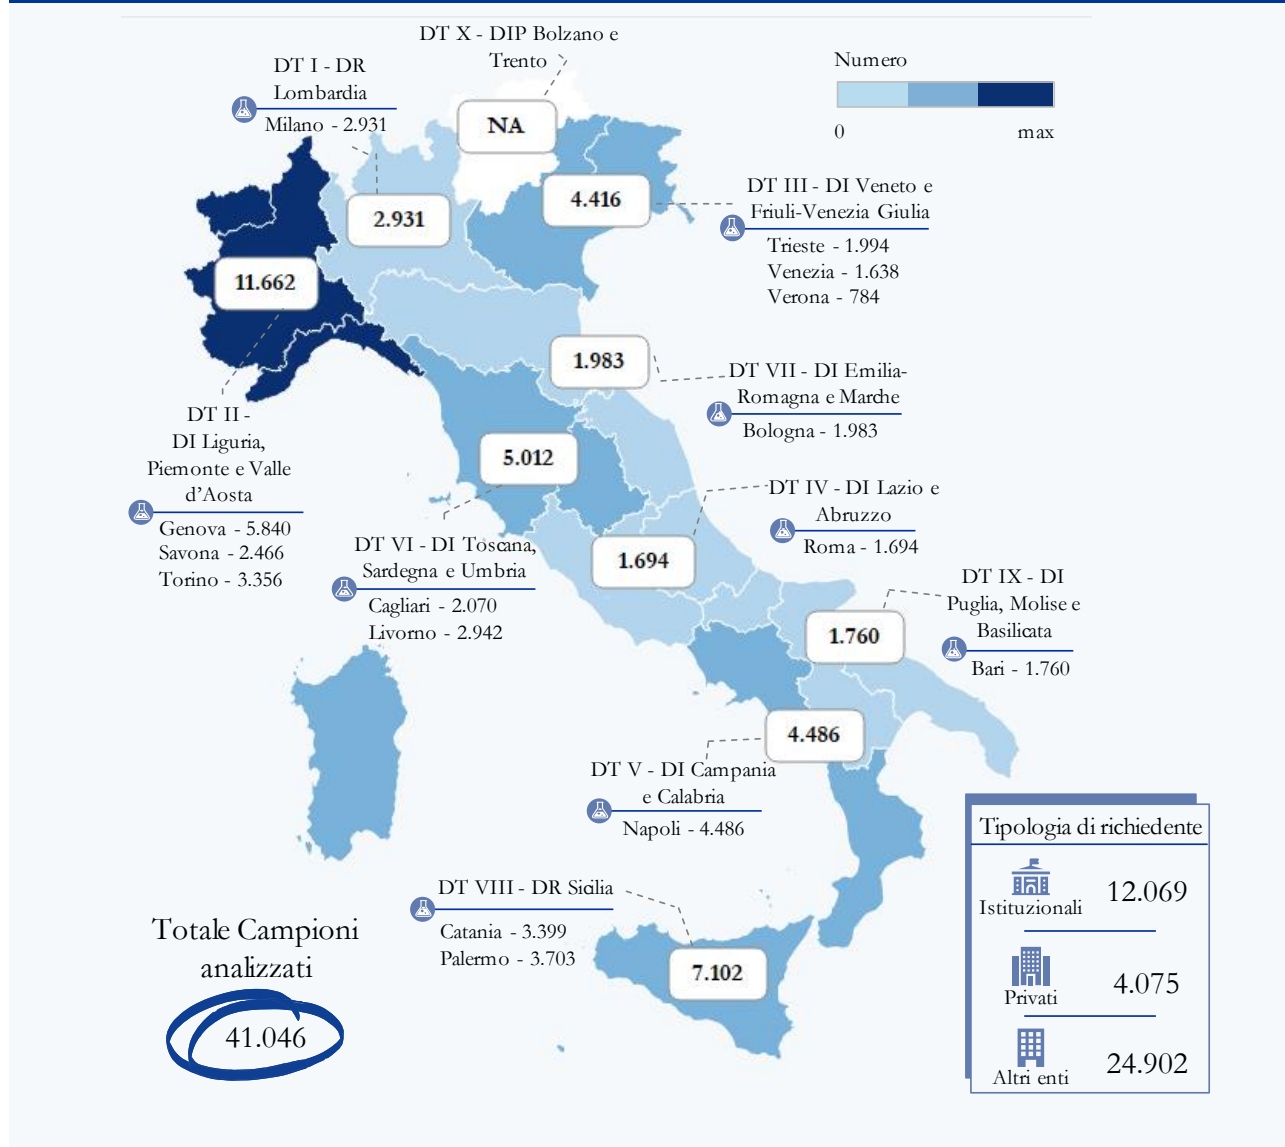 DT X - DIP Bolzano e
Trento
NA
DT I - DR
Lombardia
Milano - 2.931
2.931
Numero
0
max
4.416
DT III - DI Veneto e
Friuli-Venezia Giulia
Trieste - 1.994
Venezia - 1.638
Verona - 784
11.662
DT II -
DI Liguria,
Piemonte e Valle
d'Aosta
Genova - 5.840
Savona - 2.466
Torino - 3.356
1.983
DT VII - DI Emilia-
Romagna e Marche
Bologna - 1.983
5.012
DT VI - DI Toscana,
Sardegna e Umbria
Cagliari - 2.070
Livorno - 2.942
DT IV - DI Lazio e
Abruzzo
Roma - 1.694
1.694
DT IX - DI
Puglia, Molise e
Basilicata
Bari - 1.760
1.760
4.486
DT V - DI Campania
e Calabria
Napoli - 4.486
DT VIII - DR Sicilia
Catania - 3.399
Palermo - 3.703
7.102
Totale Campioni
analizzati
41.046
Tipologia di richiedente
Istituzionali
12.069
Privati
4.075
Altri enti
24.902